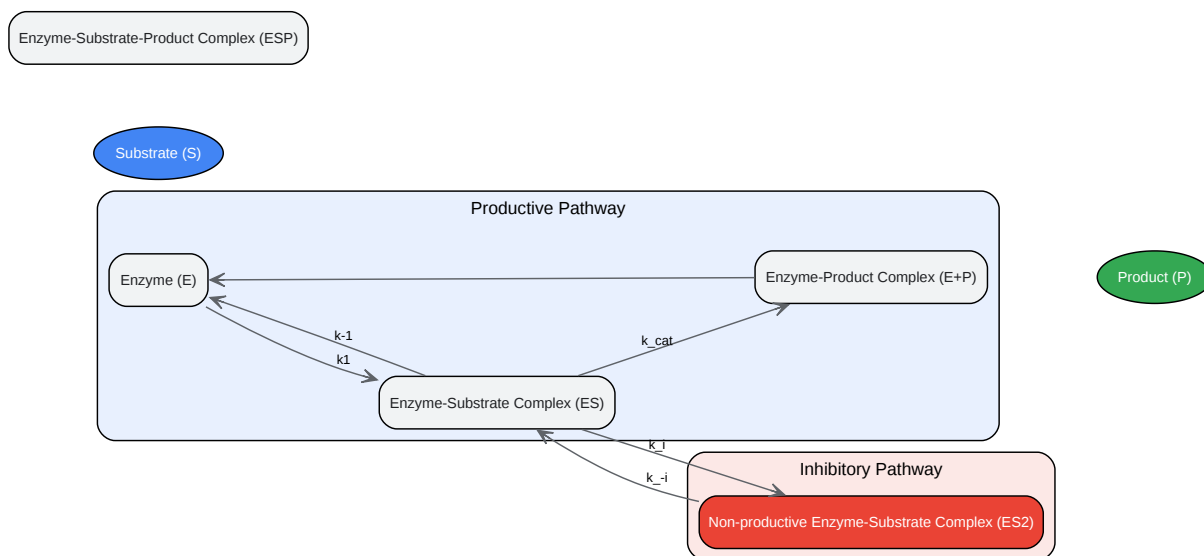 Enzyme-Substrate-Product Complex (ESP)
Substrate (S)
Productive Pathway
Enzyme (E)
Enzyme-Product Complex (E+P)
Product (P)
k-1
k_cat
k1
Enzyme-Substrate Complex (ES)
k_i
Inhibitory Pathway
k_-i
Non-productive Enzyme-Substrate Complex (ES2)